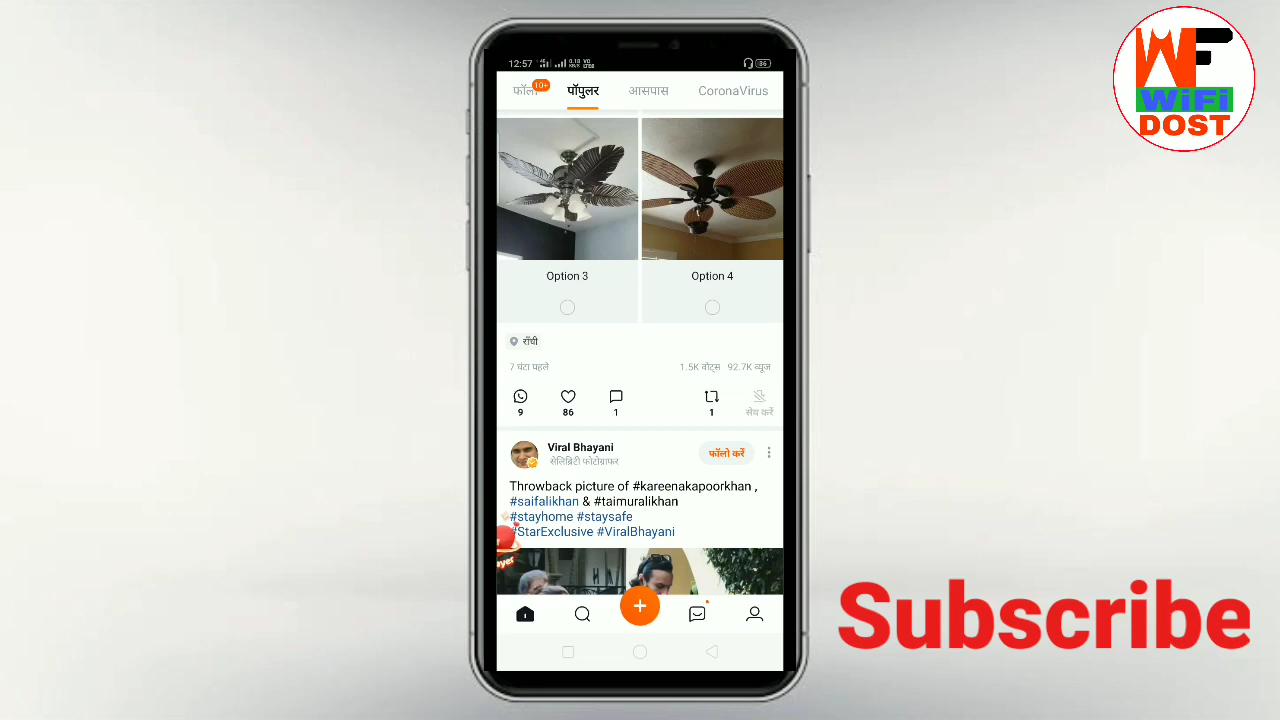 12:57
86
WF
WiFi
DOST
10+
पॉपुलर
आसपास
CoronaVirus
Option 3
Option 4
राँची
7 घंटा पहले
1.5K वोट्स
92.7K व्यूज
9
86
1
1
सेव करें
Viral Bhayani
फॉलो करें
सेलिब्रिटी फोटोग्राफर
Throwback picture of #kareenakapoorkhan ,
#saifalikhan & #taimuralikhan
#stayhome #staysafe
#StarExclusive #ViralBhayani
Subscribe